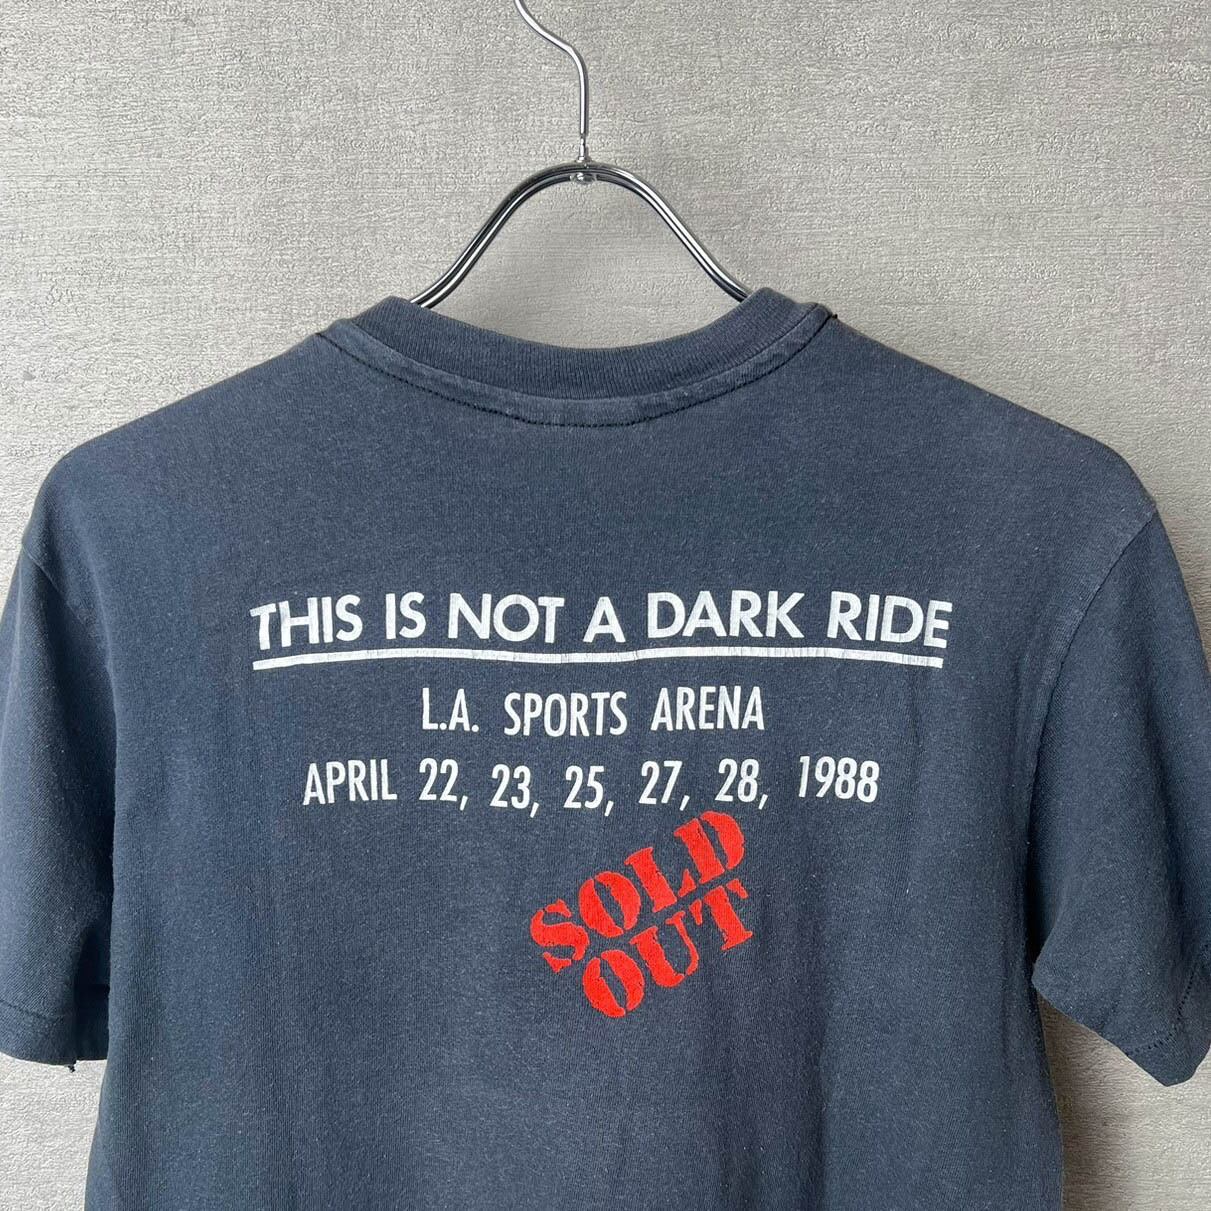 THIS IS NOT A DARK RIDE
L.A. SPORTS ARENA
APRIL 22, 23, 25, 27, 28, 1988
SOLD
OUT